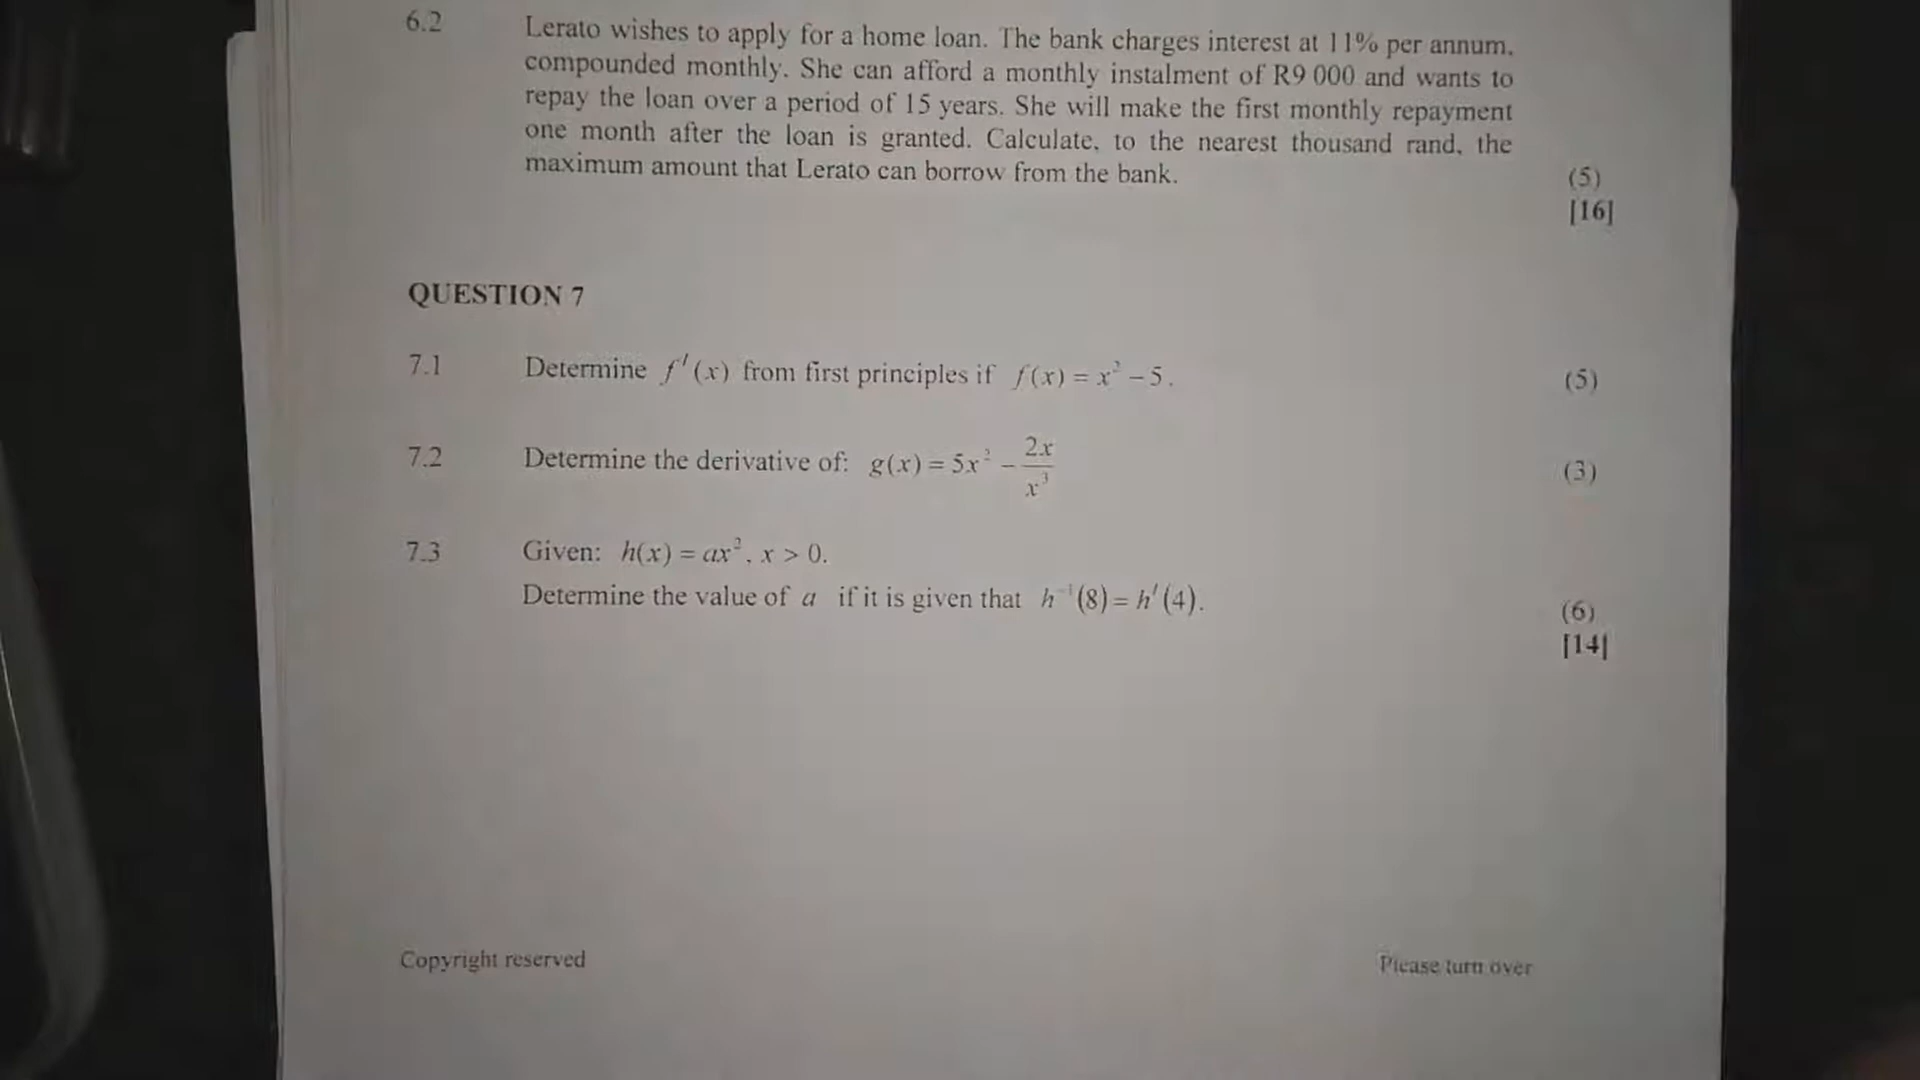 6.2 Lerato wishes to apply for a home loan. The bank charges interest at 11% per annum,
compounded monthly. She can afford a monthly instalment of R9 000 and wants to
repay the loan over a period of 15 years. She will make the first monthly repayment
one month after the loan is granted. Calculate, to the nearest thousand rand, the
maximum amount that Lerato can borrow from the bank. (5)
[16]
QUESTION 7
7.1 Determine f′(x) from first principles if f(x) = x² – 5. (5)
7.2 Determine the derivative of: g(x) = 5x² – 2x/x³ (3)
7.3 Given: h(x) = ax², x > 0.
Determine the value of a if it is given that h⁻¹(8) = h′(4). (6)
[14]
Copyright reserved Please turn over